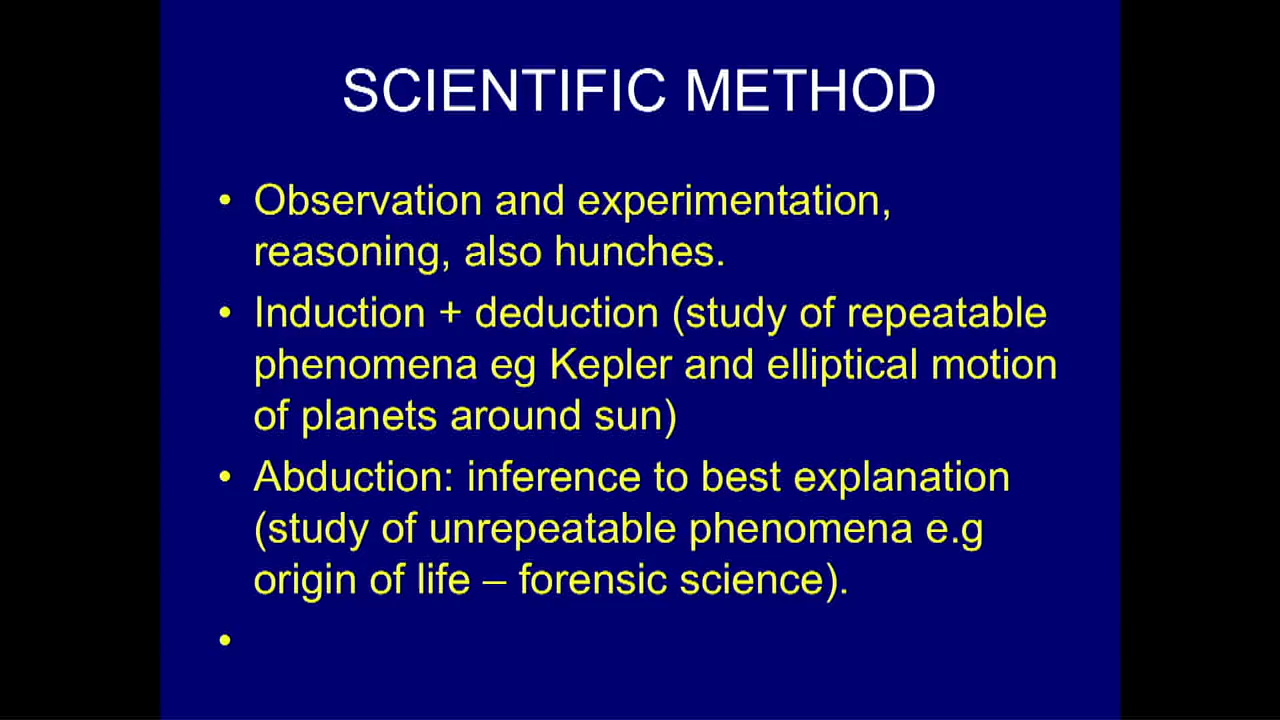 SCIENTIFIC METHOD
• Observation and experimentation,
reasoning, also hunches.
• Induction + deduction (study of repeatable
phenomena eg Kepler and elliptical motion
of planets around sun)
• Abduction: inference to best explanation
(study of unrepeatable phenomena e.g
origin of life – forensic science).
•